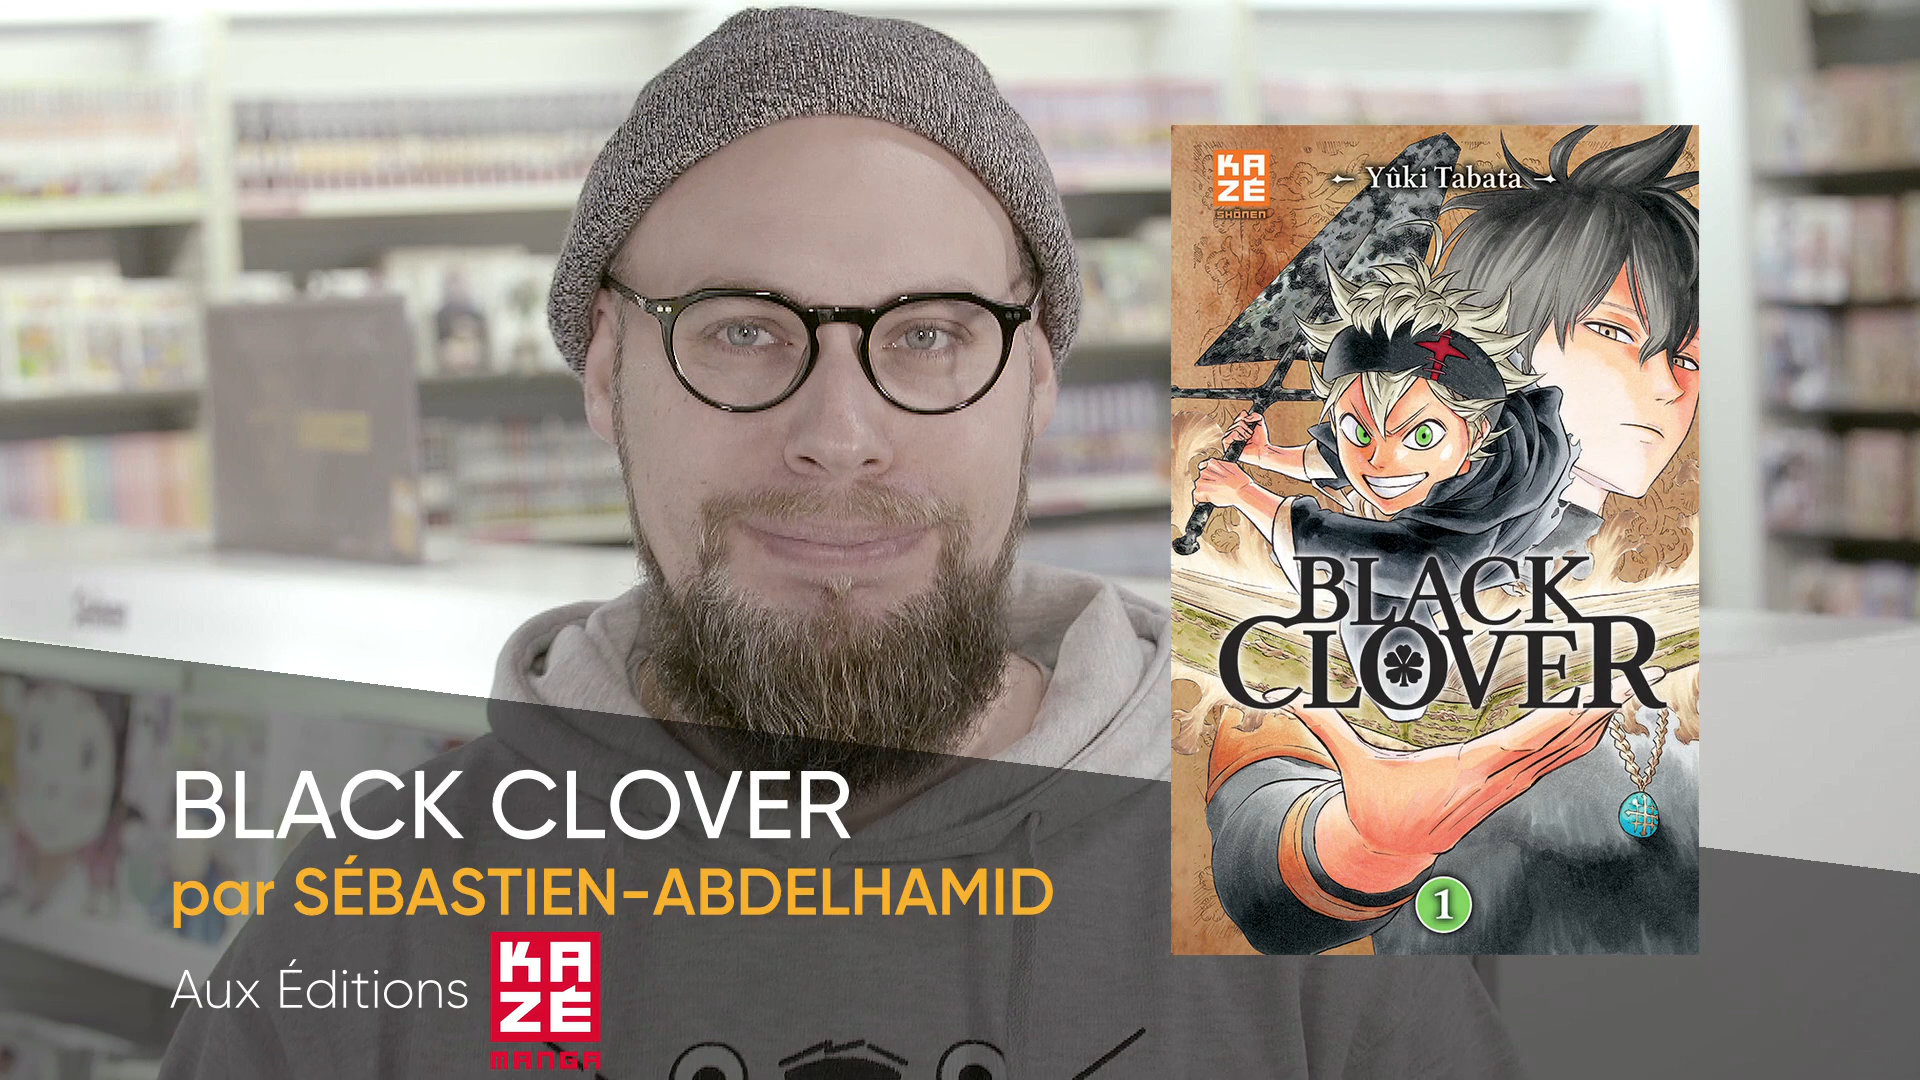 BLACK CLOVER
par SÉBASTIEN-ABDELHAMID
Aux Éditions
KA
ZÉ
MANGA
KA
ZÉ
SHÔNEN
Yûki Tabata
BLACK
CLOVER
1